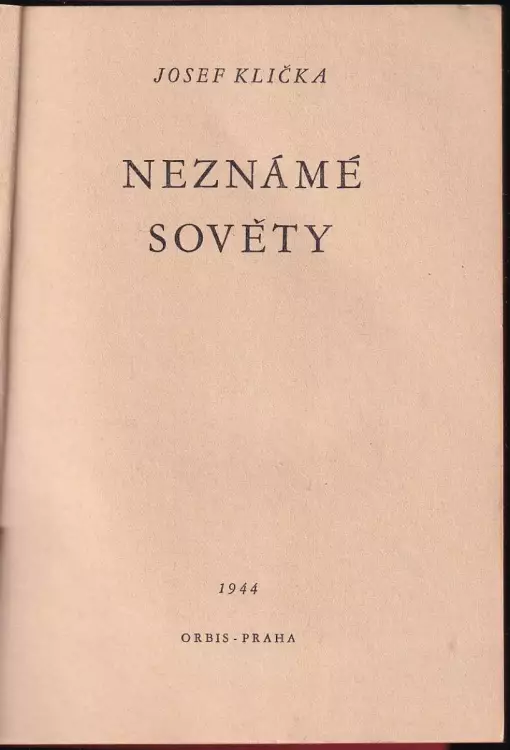 JOSEF KLIČKA
NEZNÁMÉ
SOVĚTY
1944
ORBIS - PRAHA